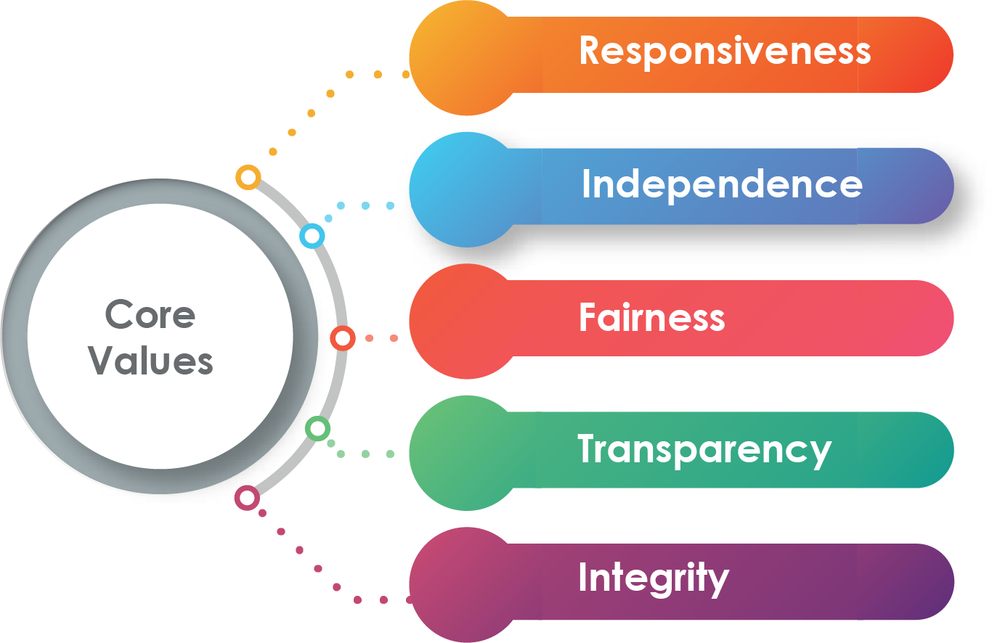 Core
Values
Responsiveness
Independence
Fairness
Transparency
Integrity